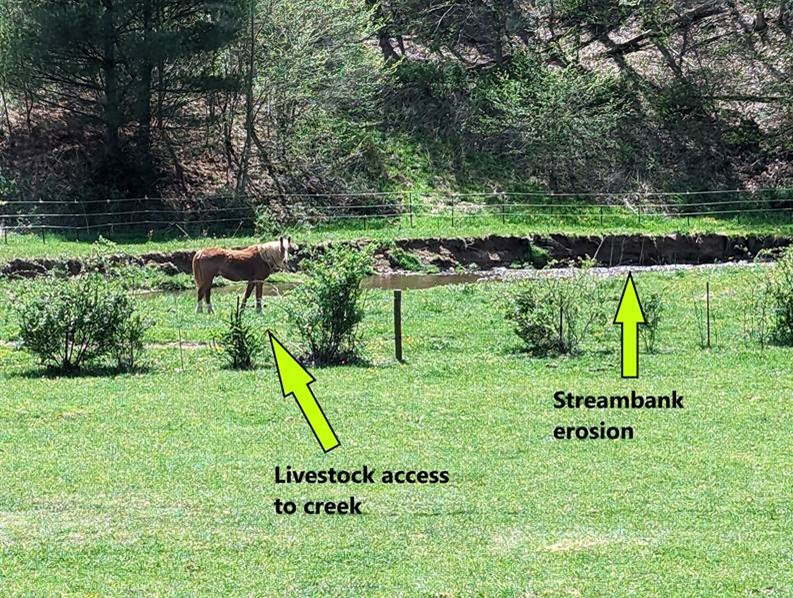 Livestock access
to creek
Streambank
erosion